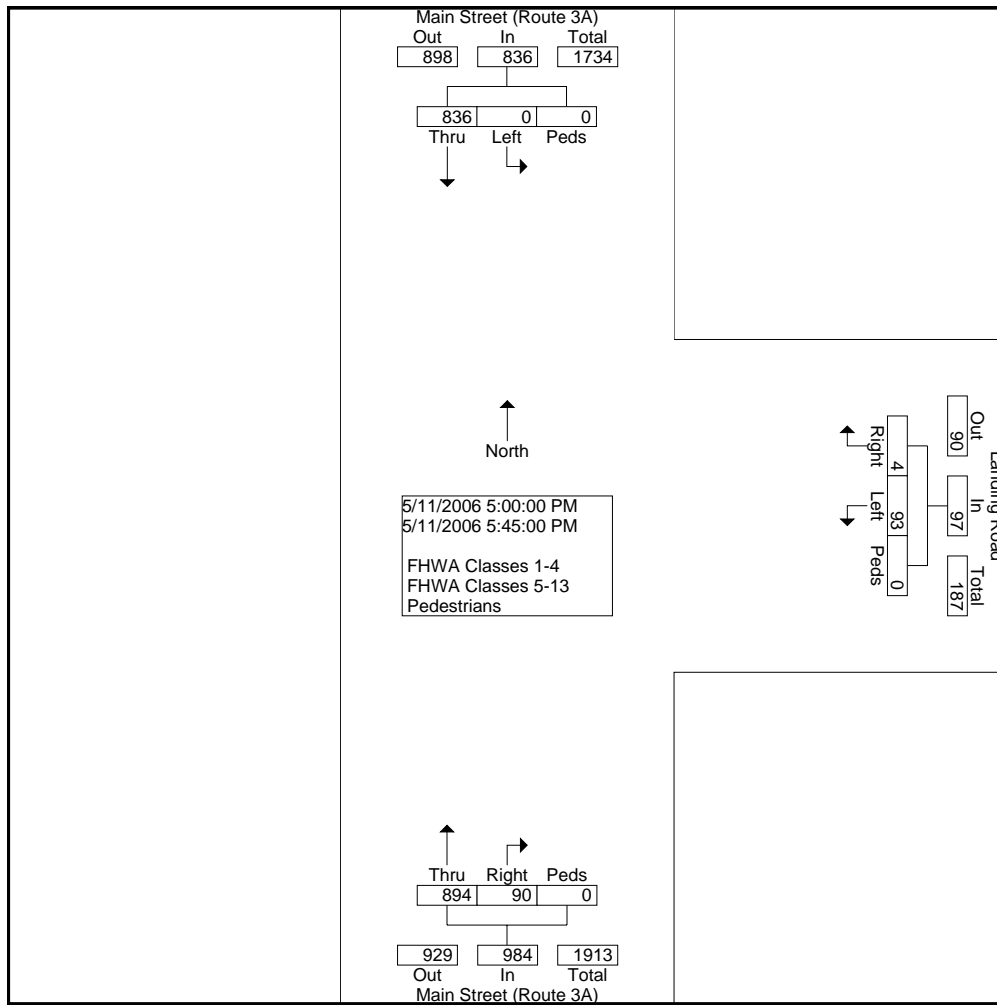 Main Street (Route 3A)
Out In Total
898 836 1734
836 0 0
Thru Left Peds
North
5/11/2006 5:00:00 PM
5/11/2006 5:45:00 PM
FHWA Classes 1-4
FHWA Classes 5-13
Pedestrians
Landing Road
Out In Total
90 97 187
4 93 0
Right Left Peds
Thru Right Peds
894 90 0
929 984 1913
Out In Total
Main Street (Route 3A)